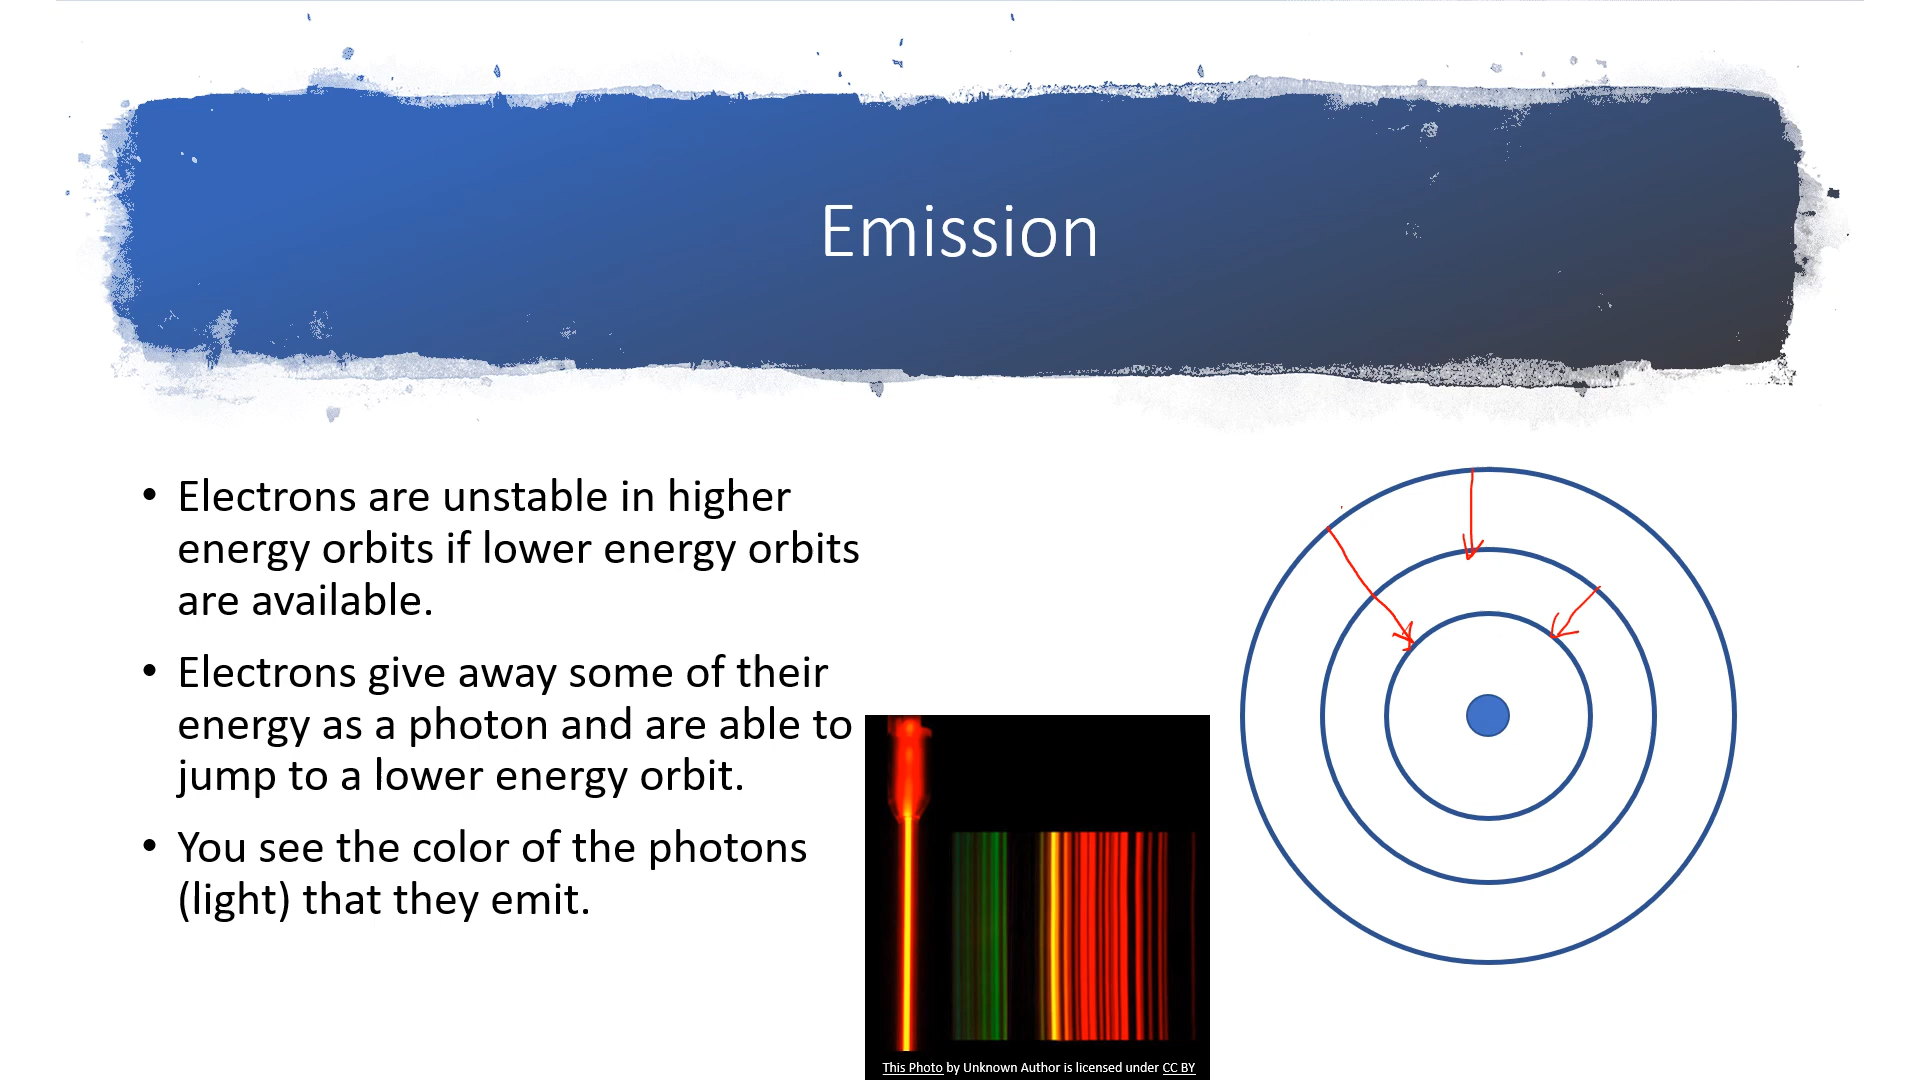 Emission
• Electrons are unstable in higher
energy orbits if lower energy orbits
are available.
• Electrons give away some of their
energy as a photon and are able to
jump to a lower energy orbit.
• You see the color of the photons
(light) that they emit.
This Photo by Unknown Author is licensed under CC BY